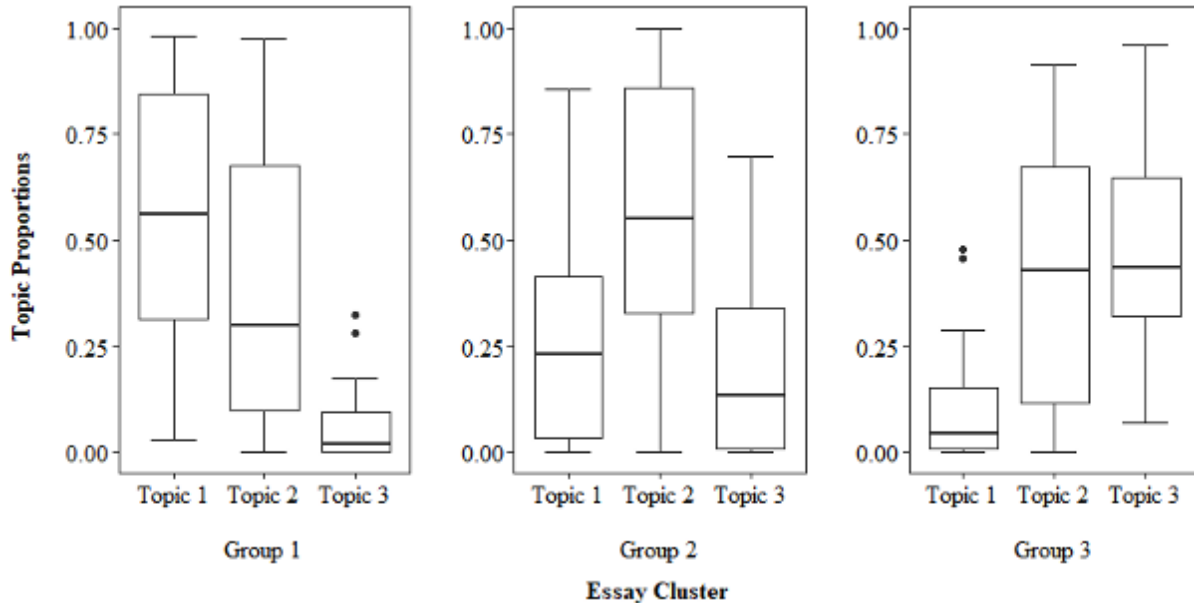 Topic Proportions
1.00
0.75
0.50
0.25
0.00
Topic 1 Topic 2 Topic 3
Group 1
1.00
0.75
0.50
0.25
0.00
Topic 1 Topic 2 Topic 3
Group 2
1.00
0.75
0.50
0.25
0.00
Topic 1 Topic 2 Topic 3
Group 3
Essay Cluster